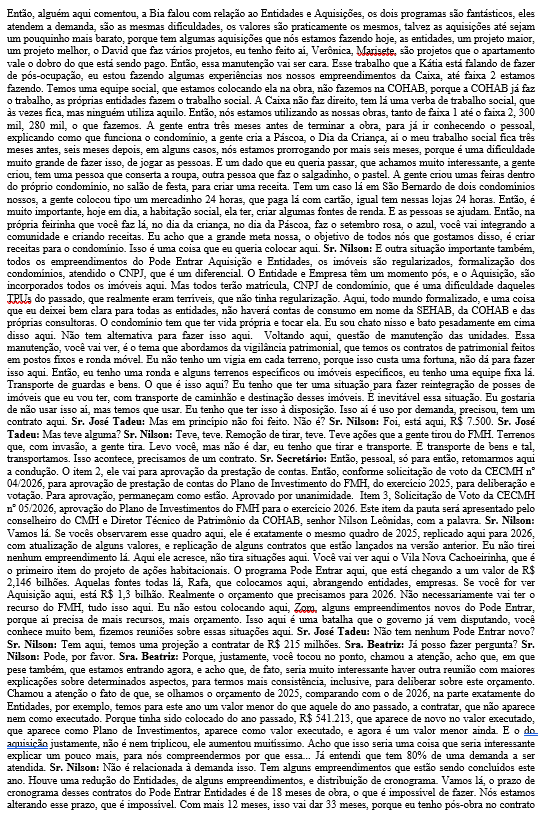 Então, alguém aqui comentou, a Bia falou com relação ao Entidades e Aquisições, os dois programas são fantásticos, eles
atendem a demanda, são as mesmas dificuldades, os valores são praticamente os mesmos, talvez as aquisições até sejam
um pouquinho mais barato, porque tem algumas aquisições que nós estamos fazendo hoje, as entidades, um projeto maior,
um projeto melhor, o David que faz vários projetos, eu tenho feito aí, Verônica, Marisete, são projetos que o apartamento
vale o dobro do que está sendo pago. Então, essa manutenção vai ser cara. Esse trabalho que a Kátia está falando de fazer
de pós-ocupação, eu estou fazendo algumas experiências nos nossos empreendimentos da Caixa, até faixa 2 estamos
fazendo. Temos uma equipe social, que estamos colocando ela na obra, não fazemos na COHAB, porque a COHAB já faz
o trabalho, as próprias entidades fazem o trabalho social. A Caixa não faz direito, tem lá uma verba de trabalho social, que
às vezes fica, mas ninguém utiliza aquilo. Então, nós estamos utilizando as nossas obras, tanto de faixa 1 até o faixa 2, 300
mil, 280 mil, o que fazemos. A gente entra três meses antes de terminar a obra, para já ir conhecendo o pessoal,
explicando como que funciona o condomínio, a gente cria a Páscoa, o Dia da Criança, aí o meu trabalho social fica três
meses antes, seis meses depois, em alguns casos, nós estamos prorrogando por mais seis meses, porque é uma dificuldade
muito grande de fazer isso, de jogar as pessoas. E um dado que eu queria passar, que achamos muito interessante, a gente
criou, tem uma pessoa que conserta a roupa, outra pessoa que faz o salgadinho, o pastel. A gente criou umas feiras dentro
do próprio condomínio, no salão de festa, para criar uma receita. Tem um caso lá em São Bernardo de dois condomínios
nossos, a gente colocou tipo um mercadinho 24 horas, que paga lá com cartão, igual tem nessas lojas 24 horas. Então, é
muito importante, hoje em dia, a habitação social, ela ter, criar algumas fontes de renda. E as pessoas se ajudam. Então, na
própria feirinha que você faz lá, no dia da criança, no dia da Páscoa, faz o setembro rosa, o azul, você vai integrando a
comunidade e criando receitas. Eu acho que a grande meta nossa, o objetivo de todos nós que gostamos disso, é criar
receitas para o condomínio. Isso é uma coisa que eu queria colocar aqui. Sr. Nilson: E outra situação importante também,
todos os empreendimentos do Pode Entrar Aquisição e Entidades, os imóveis são regularizados, formalização dos
condomínios, atendido o CNPJ, que é um diferencial. O Entidade e Empresa têm um momento pós, e o Aquisição, são
incorporados todos os imóveis aqui. Mas todos terão matrícula, CNPJ de condomínio, que é uma dificuldade daqueles
TPUs do passado, que realmente eram terríveis, que não tinha regularização. Aqui, todo mundo formalizado, e uma coisa
que eu deixei bem clara para todas as entidades, não haverá contas de consumo em nome da SEHAB, da COHAB e das
próprias consultoras. O condomínio tem que ter vida própria e tocar ela. Eu sou chato nisso e bato pesadamente em cima
disso aqui. Não tem alternativa para fazer isso aqui. Voltando aqui, questão de manutenção das unidades. Essa
manutenção, você vai ver, é o tema que abordamos da vigilância patrimonial, que temos os contratos de patrimonial feitos
em postos fixos e ronda móvel. Eu não tenho um vigia em cada terreno, porque isso custa uma fortuna, não dá para fazer
isso aqui. Então, eu tenho uma ronda e alguns terrenos específicos ou imóveis específicos, eu tenho uma equipe fixa lá.
Transporte de guardas e bens. O que é isso aqui? Eu tenho que ter uma situação para fazer reintegração de posses de
imóveis que eu vou ter, com transporte de caminhão e destinação desses imóveis. É inevitável essa situação. Eu gostaria
de não usar isso aí, mas temos que usar. Eu tenho que ter isso à disposição. Isso aí é uso por demanda, precisou, tem um
contrato aqui. Sr. José Tadeu: Mas em princípio não foi feito. Não é? Sr. Nilson: Foi, está aqui, R$ 7.500. Sr. José
Tadeu: Mas teve alguma? Sr. Nilson: Teve, teve. Remoção de tirar, teve. Teve ações que a gente tirou do FMH. Terrenos
que, com invasão, a gente tira. Levo você, mas não é dar, eu tenho que tirar e transportar. E transporte de bens e tal,
transportamos. Isso acontece, precisamos de um contrato. Sr. Secretário: Então, pessoal, só para então, retomamos aqui
a condução. O item 2, ele vai para aprovação da prestação de contas. Então, conforme solicitação de voto da CECMH nº
04/2026, para aprovação de prestação de contas do Plano de Investimento do FMH, do exercício 2025, para deliberação e
votação. Para aprovação, permaneçam como estão. Aprovado por unanimidade. Item 3, Solicitação de Voto da CECMH
nº 05/2026, aprovação do Plano de Investimentos do FMH para o exercício 2026. Este item da pauta será apresentado pelo
conselheiro do CMH e Diretor Técnico de Patrimônio da COHAB, senhor Nilson Leônidas, com a palavra. Sr. Nilson:
Vamos lá. Se vocês observarem esse quadro aqui, ele é exatamente o mesmo quadro de 2025, replicado aqui para 2026,
com atualização de alguns valores, e replicação de alguns contratos que estão lançados na versão anterior. Eu não tirei
nenhum empreendimento lá. Aqui ele acresce, não tira situações. Você vai ver aqui o Vila Nova Cachoeirinha, que é
o primeiro item do projeto de ações habitacionais. O programa Pode Entrar aqui, que está chegando a um valor de R$
2,146 bilhões. Aquelas fontes todas lá, Rafa, que colocamos aqui, abrangendo entidades, empresas. Se você for ver
Aquisição aqui, está R$ 1,3 bilhão. Realmente o orçamento que precisamos para 2026. Não necessariamente vai ter o
recurso do FMH, tudo isso aqui. Eu não estou colocando aqui, Zom, alguns empreendimentos novos do Pode Entrar,
porque aí precisa de mais recursos, mais orçamento. Isso aqui é uma batalha que o governo já vem disputando, você
conhece muito bem, fizemos reuniões sobre essas situações aqui. Sr. José Tadeu: Não tem nenhum Pode Entrar novo?
Sr. Nilson: Tem aqui, temos uma projeção a contratar de R$ 215 milhões. Sra. Beatriz: Já posso fazer pergunta? Sr.
Nilson: Pode, por favor. Sra. Beatriz: Porque, justamente, você tocou no ponto, chamou a atenção, acho que, em que
pese também, que estamos entrando agora, e acho que, de fato, seria muito interessante haver outra reunião com maiores
explicações sobre determinados aspectos, para termos mais consistência, inclusive, para deliberar sobre este orçamento.
Chamou a atenção o fato de que, se olhamos o orçamento de 2025, comparando com o de 2026, na parte exatamente do
Entidades, por exemplo, temos para este ano um valor menor do que aquele do ano passado, a contratar, que não aparece
nem como executado. Porque tinha sido colocado do ano passado, R$ 541.213, que aparece de novo no valor executado,
que aparece como Plano de Investimentos, aparece como valor executado, e agora é um valor menor ainda. E o da
aquisição justamente, não é nem triplicou, ele aumentou muitíssimo. Acho que isso seria uma coisa que seria interessante
explicar um pouco mais, para nós compreendermos por que essa... Já entendi que tem 80% de uma demanda a ser
atendida. Sr. Nilson: Não é relacionada à demanda isso. Tem alguns empreendimentos que estão sendo concluídos este
ano. Houve uma redução do Entidades, de alguns empreendimentos, e distribuição de cronograma. Vamos lá, o prazo de
cronograma desses contratos do Pode Entrar Entidades é de 18 meses de obra, o que é impossível de fazer. Nós estamos
alterando esse prazo, que é impossível. Com mais 12 meses, isso vai dar 33 meses, porque eu tenho pós-obra no contrato